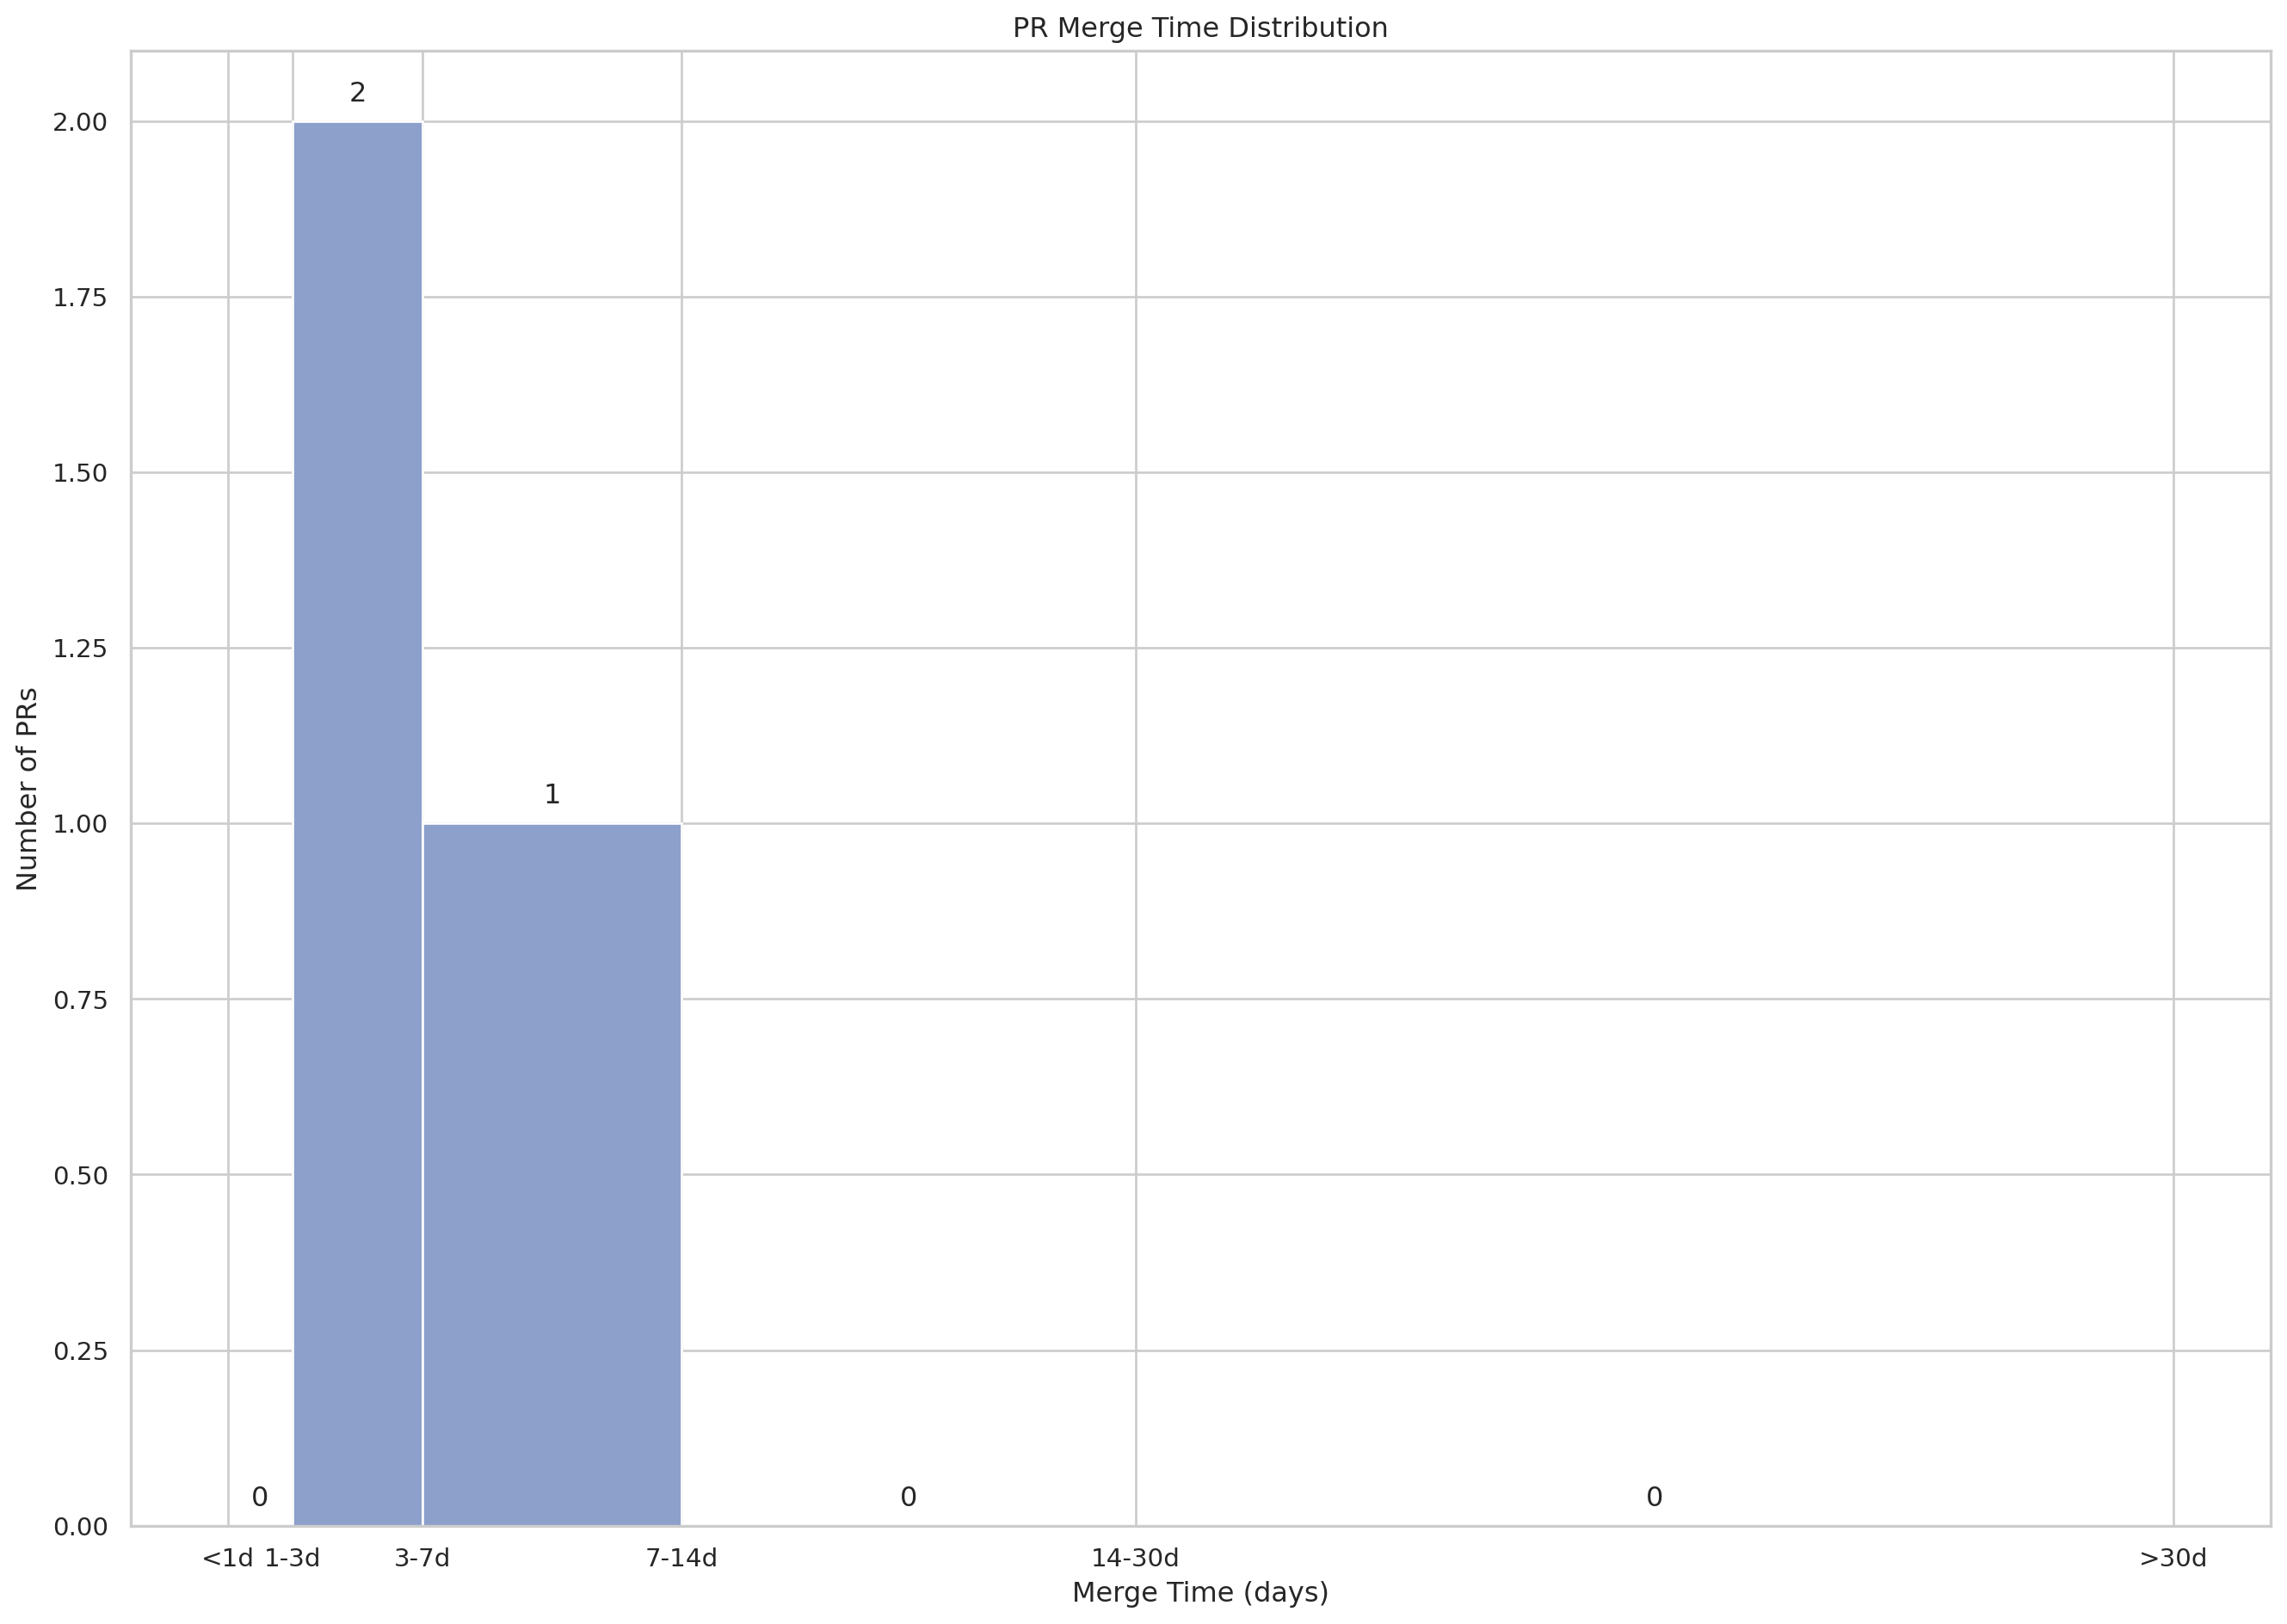 PR Merge Time Distribution
2
2.00
1.75
1.50
1.25
1
1.00
0.75
0.50
0.25
0 0 0
0.00
Number of PRs
<1d 1-3d 3-7d 7-14d 14-30d >30d
Merge Time (days)